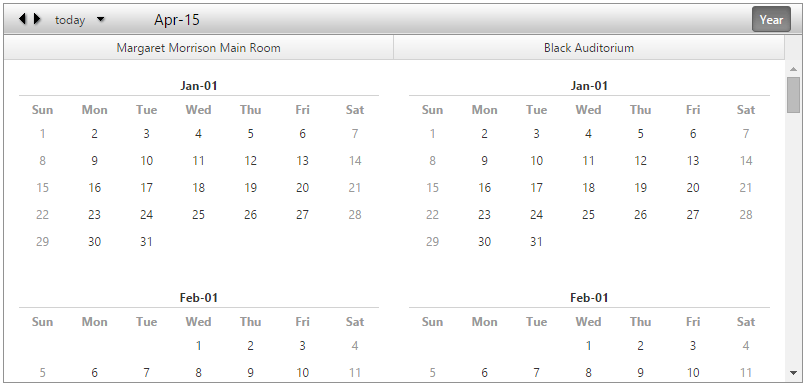 today Apr-15 Year
Margaret Morrison Main Room Black Auditorium
Jan-01 Jan-01
Sun Mon Tue Wed Thu Fri Sat Sun Mon Tue Wed Thu Fri Sat
1 2 3 4 5 6 7 1 2 3 4 5 6 7
8 9 10 11 12 13 14 8 9 10 11 12 13 14
15 16 17 18 19 20 21 15 16 17 18 19 20 21
22 23 24 25 26 27 28 22 23 24 25 26 27 28
29 30 31 29 30 31
Feb-01 Feb-01
Sun Mon Tue Wed Thu Fri Sat Sun Mon Tue Wed Thu Fri Sat
1 2 3 4 1 2 3 4
5 6 7 8 9 10 11 5 6 7 8 9 10 11